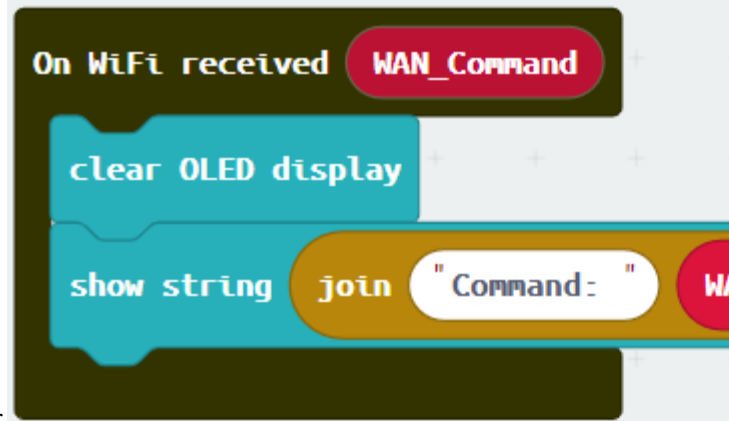 On WiFi received WAN_Command
clear OLED display
show string join "Command: "